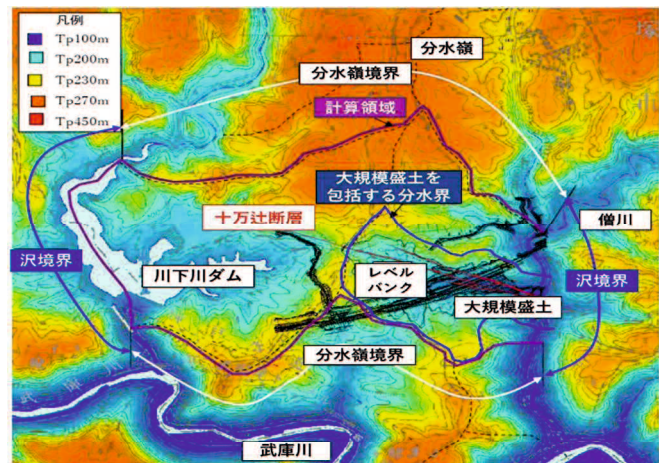 凡例
Tp100m
Tp200m
Tp230m
Tp270m
Tp450m
分水嶺
分水嶺境界
計算領域
大規模盛土を
包括する分水界
十万辻断層
僧川
沢境界
川下川ダム
レベル
バンク
沢境界
大規模盛土
分水嶺境界
武庫川